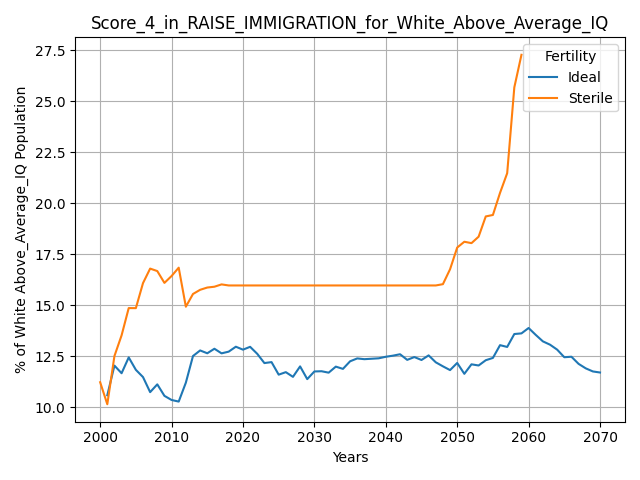 Score_4_in_RAISE_IMMIGRATION_for_White_Above_Average_IQ
% of White Above_Average_IQ Population
27.5
25.0
22.5
20.0
17.5
15.0
12.5
10.0
Fertility
Ideal
Sterile
2000 2010 2020 2030 2040 2050 2060 2070
Years